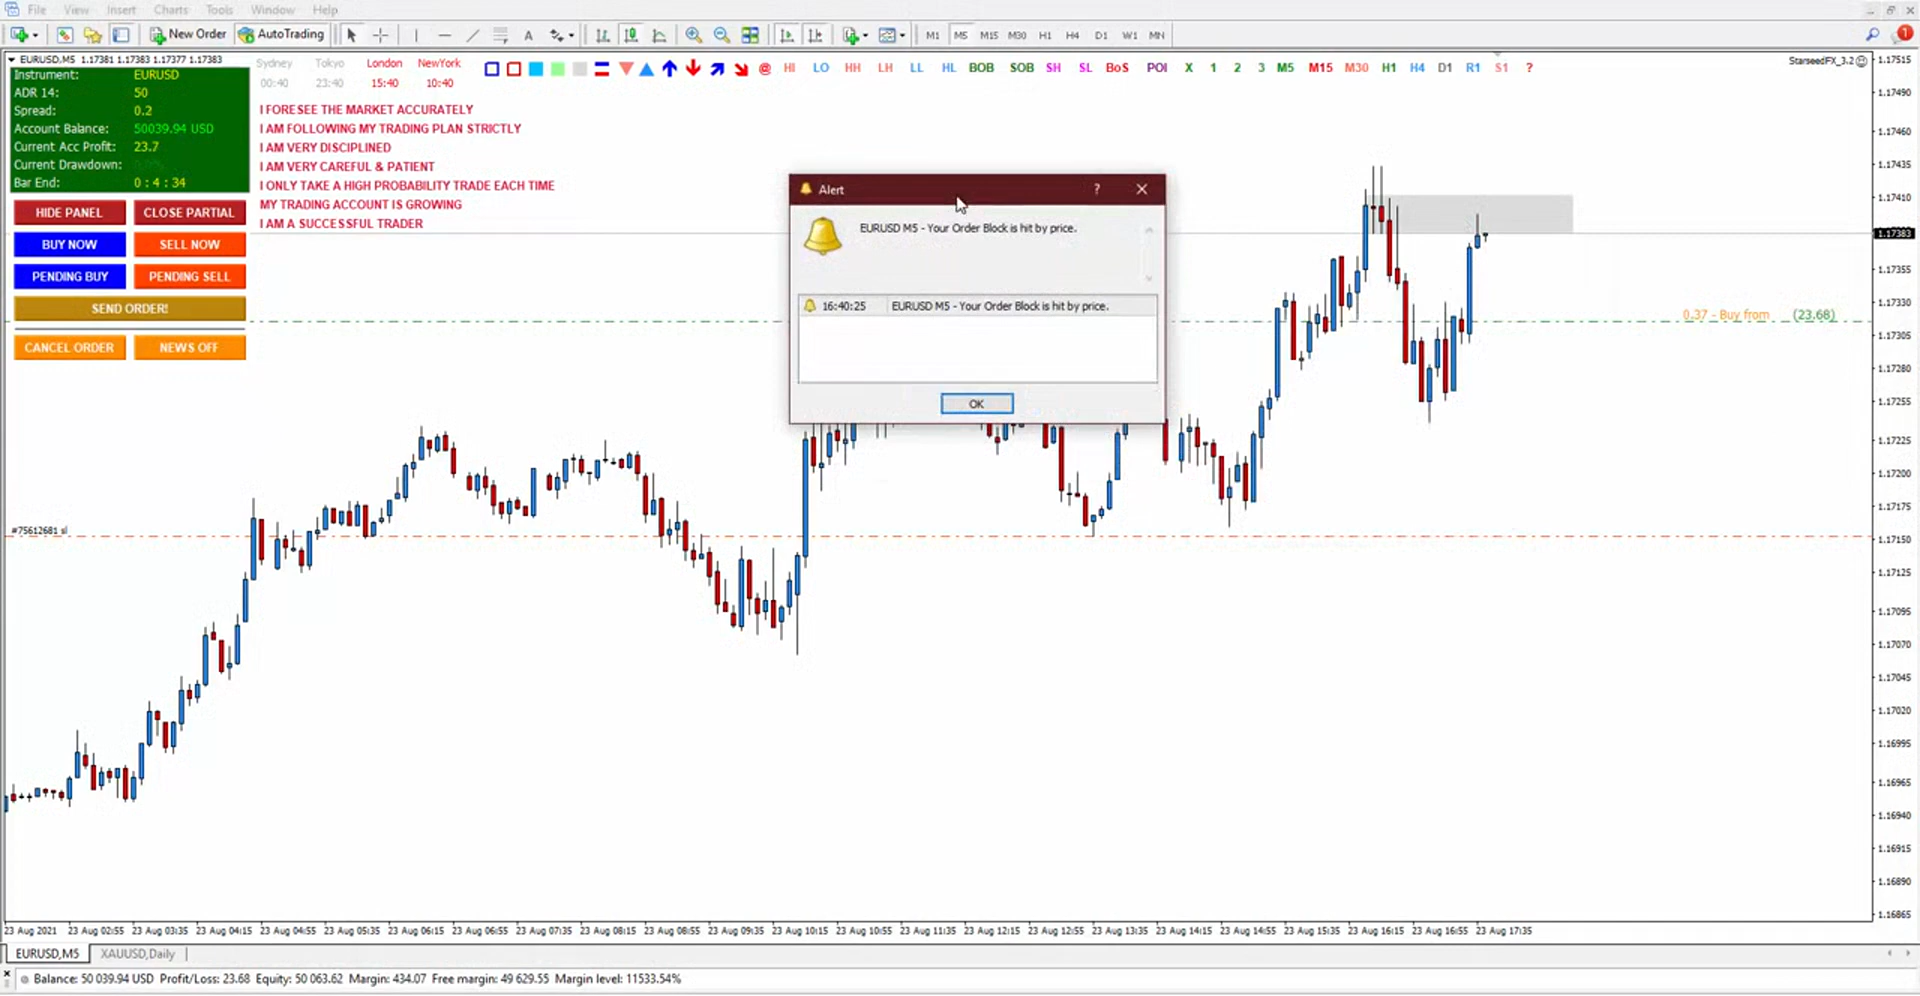 File View Insert Charts Tools Window Help
New Order AutoTrading A M1 M5 M15 M30 H1 H4 D1 W1 MN 1
EURUSD,M5 1.17381 1.17383 1.17377 1.17383
Instrument: EURUSD
ADR 14: 50
Spread: 0.2
Account Balance: 50039.94 USD
Current Acc Profit: 23.7
Current Drawdown:
Bar End: 0 : 4 : 34
HIDE PANEL CLOSE PARTIAL
BUY NOW SELL NOW
PENDING BUY PENDING SELL
SEND ORDER!
CANCEL ORDER NEWS OFF
Sydney Tokyo London NewYork
00:40 23:40 15:40 10:40
@ HI LO HH LH LL HL BOB SOB SH SL BoS POI X 1 2 3 M5 M15 M30 H1 H4 D1 R1 S1 ?
StarseedFX_3.2
I FORESEE THE MARKET ACCURATELY
I AM FOLLOWING MY TRADING PLAN STRICTLY
I AM VERY DISCIPLINED
I AM VERY CAREFUL & PATIENT
I ONLY TAKE A HIGH PROBABILITY TRADE EACH TIME
MY TRADING ACCOUNT IS GROWING
I AM A SUCCESSFUL TRADER
Alert ?
EURUSD M5 - Your Order Block is hit by price.
16:40:25 EURUSD M5 - Your Order Block is hit by price.
OK
0.37 - Buy from (23.68)
#75612681 sl
1.17515
1.17490
1.17460
1.17435
1.17410
1.17383
1.17355
1.17330
1.17305
1.17280
1.17255
1.17225
1.17200
1.17175
1.17150
1.17125
1.17095
1.17070
1.17045
1.17020
1.16995
1.16965
1.16940
1.16915
1.16890
1.16865
23 Aug 2021 23 Aug 02:55 23 Aug 03:35 23 Aug 04:15 23 Aug 04:55 23 Aug 05:35 23 Aug 06:15 23 Aug 06:55 23 Aug 07:35 23 Aug 08:15 23 Aug 08:55 23 Aug 09:35 23 Aug 10:15 23 Aug 10:55 23 Aug 11:35 23 Aug 12:15 23 Aug 12:55 23 Aug 13:35 23 Aug 14:15 23 Aug 14:55 23 Aug 15:35 23 Aug 16:15 23 Aug 16:55 23 Aug 17:35
EURUSD,M5 XAUUSD,Daily
Balance: 50 039.94 USD Profit/Loss: 23.68 Equity: 50 063.62 Margin: 434.07 Free margin: 49 629.55 Margin level: 11533.54%